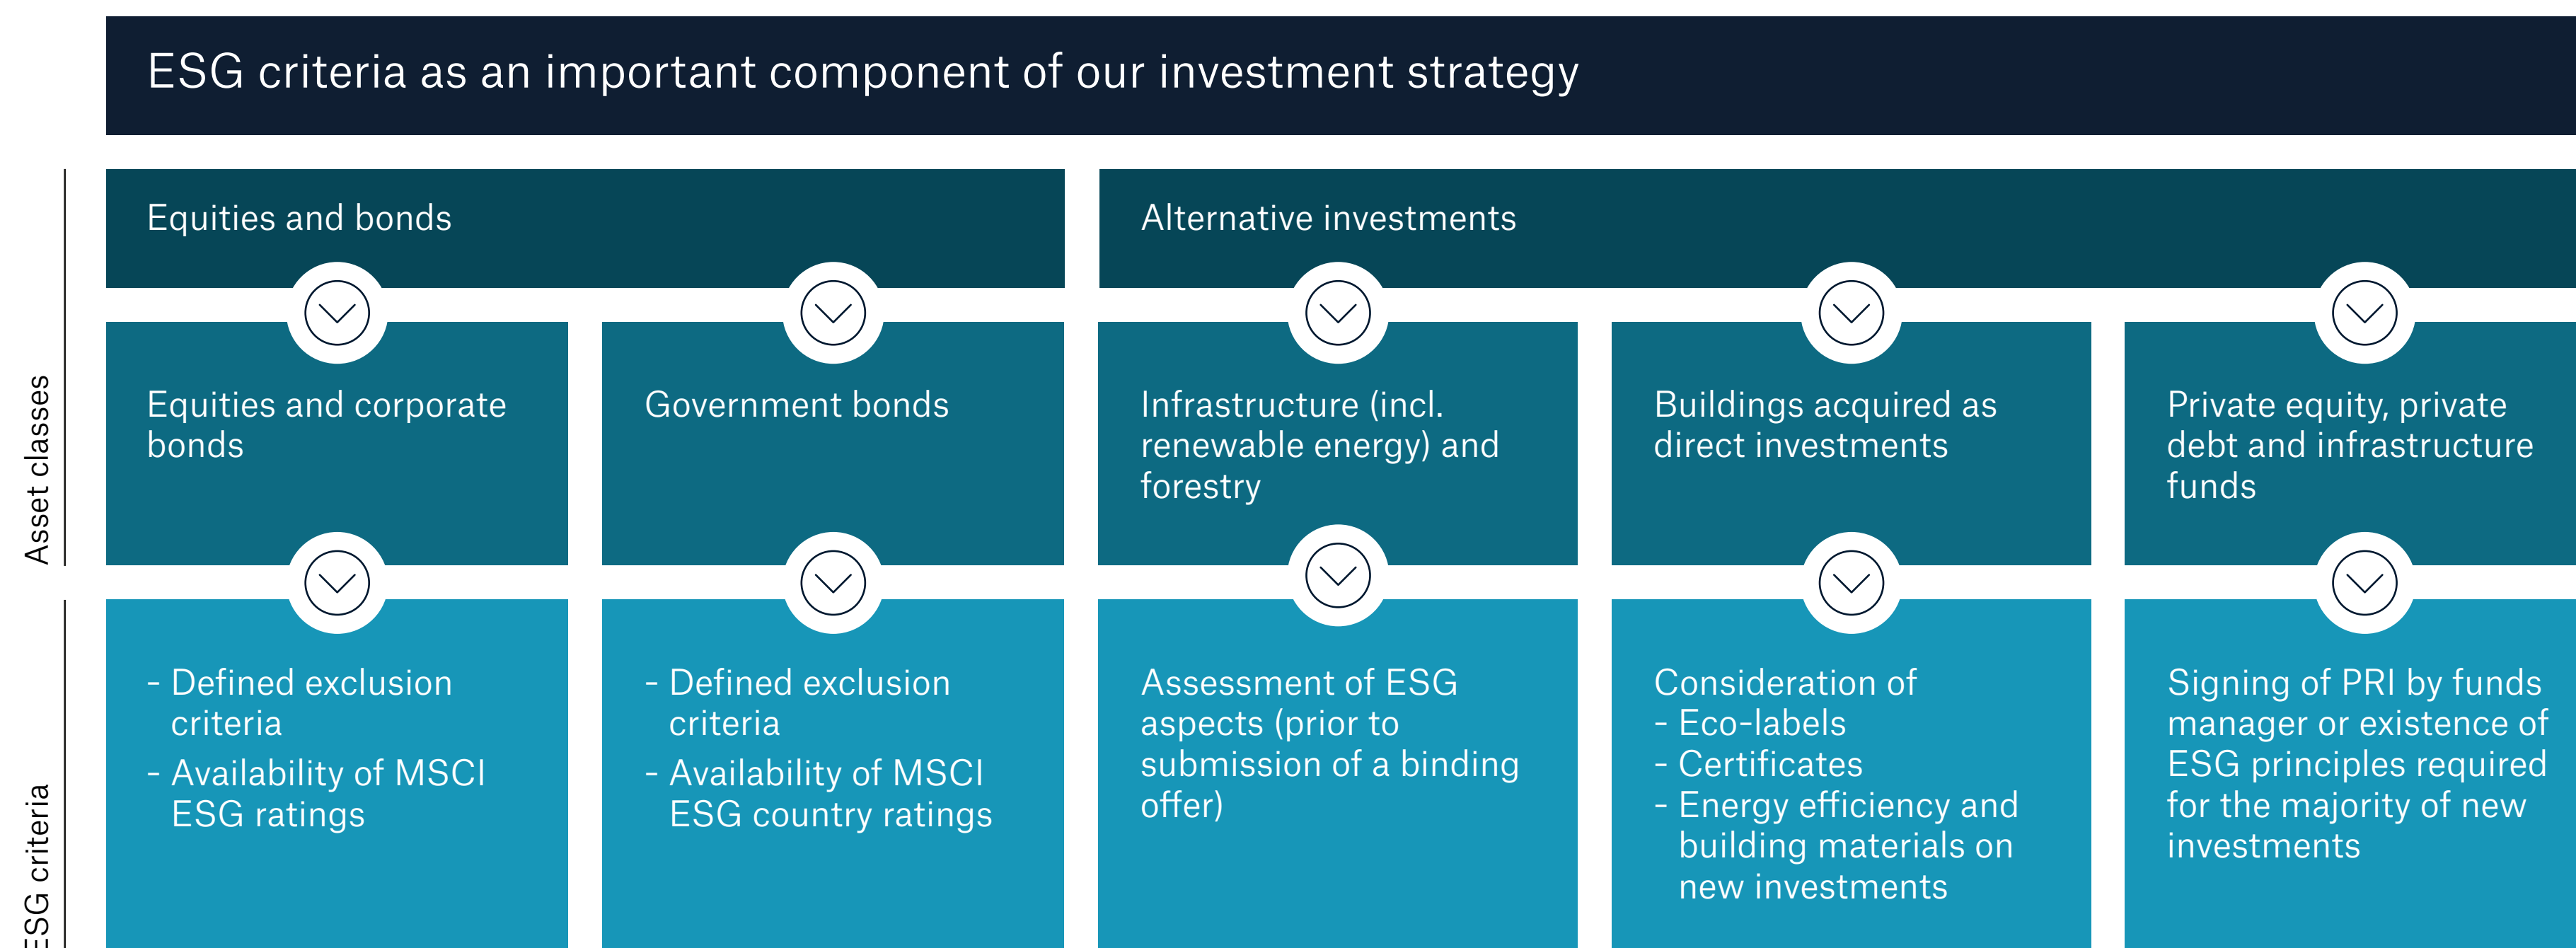 ESG criteria as an important component of our investment strategy
Asset classes
Equities and bonds
Alternative investments
Equities and corporate
bonds
Government bonds
Infrastructure (incl.
renewable energy) and
forestry
Buildings acquired as
direct investments
Private equity, private
debt and infrastructure
funds
ESG criteria
- Defined exclusion
criteria
- Availability of MSCI
ESG ratings
- Defined exclusion
criteria
- Availability of MSCI
ESG country ratings
Assessment of ESG
aspects (prior to
submission of a binding
offer)
Consideration of
- Eco-labels
- Certificates
- Energy efficiency and
building materials on
new investments
Signing of PRI by funds
manager or existence of
ESG principles required
for the majority of new
investments